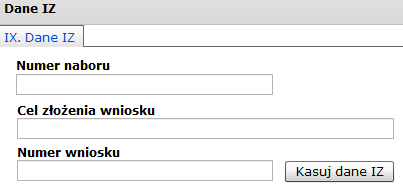 Dane IZ
IX. Dane IZ
Numer naboru
Cel złożenia wniosku
Numer wniosku
Kasuj dane IZ